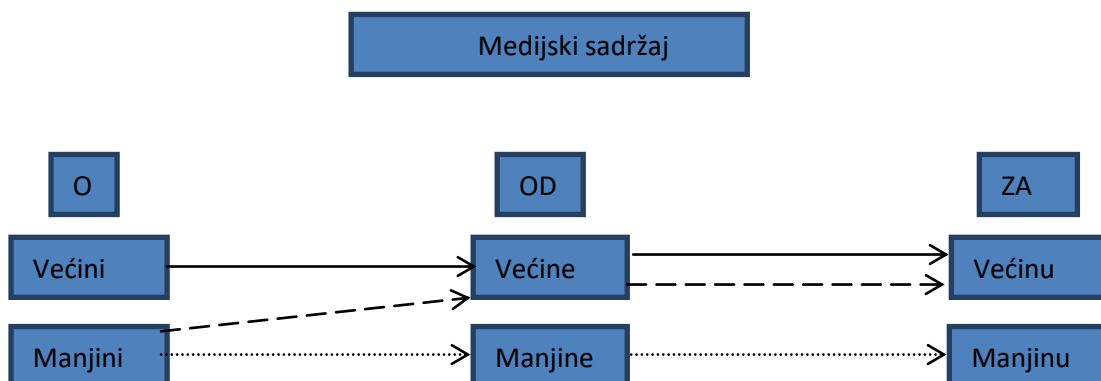 Medijski sadržaj
O OD ZA
Većini Većine Većinu
Manjini Manjine Manjinu